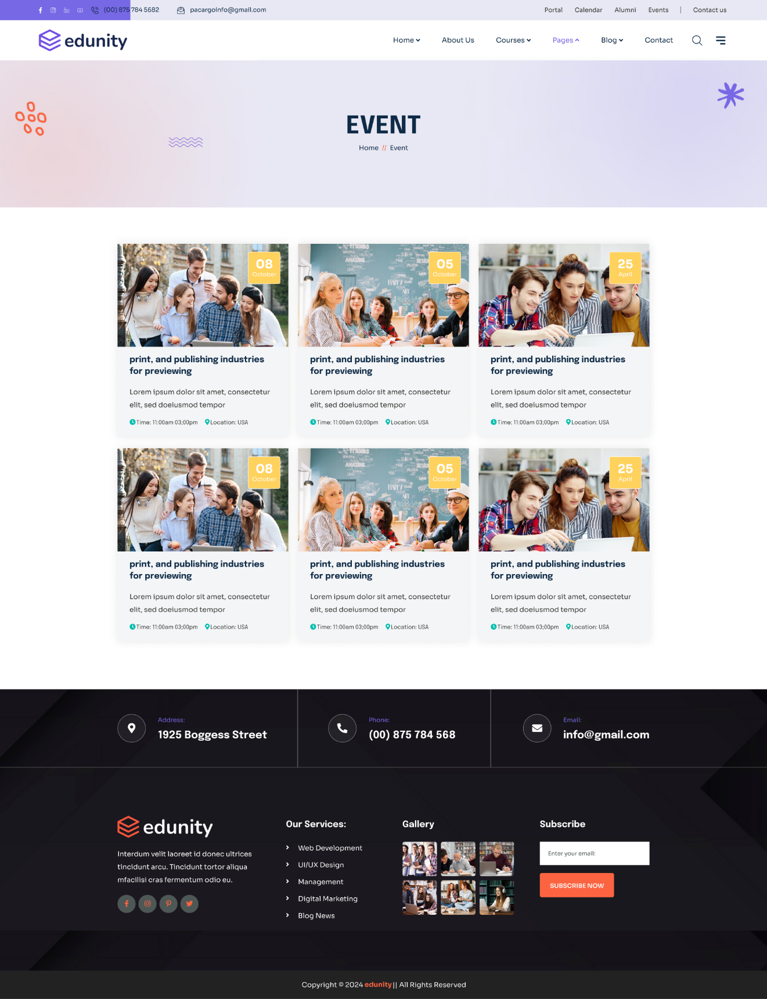 (00) 875 784 5682
pacargoinfo@gmail.com
Portal
Calendar
Alumni
Events
|
Contact us
edunity
Home
About Us
Courses
Pages
Blog
Contact
EVENT
Home // Event
08
October
05
October
25
April
print, and publishing industries
for previewing
Lorem ipsum dolor sit amet, consectetur
elit, sed doeiusmod tempor
Time: 11:00am 03;00pm
Location: USA
print, and publishing industries
for previewing
Lorem ipsum dolor sit amet, consectetur
elit, sed doeiusmod tempor
Time: 11:00am 03;00pm
Location: USA
print, and publishing industries
for previewing
Lorem ipsum dolor sit amet, consectetur
elit, sed doeiusmod tempor
Time: 11:00am 03;00pm
Location: USA
08
October
05
October
25
April
print, and publishing industries
for previewing
Lorem ipsum dolor sit amet, consectetur
elit, sed doeiusmod tempor
Time: 11:00am 03;00pm
Location: USA
print, and publishing industries
for previewing
Lorem ipsum dolor sit amet, consectetur
elit, sed doeiusmod tempor
Time: 11:00am 03;00pm
Location: USA
print, and publishing industries
for previewing
Lorem ipsum dolor sit amet, consectetur
elit, sed doeiusmod tempor
Time: 11:00am 03;00pm
Location: USA
Address:
1925 Boggess Street
Phone:
(00) 875 784 568
Email:
info@gmail.com
edunity
Interdum velit laoreet id donec ultrices
tincidunt arcu. Tincidunt tortor aliqua
mfacilisi cras fermentum odio eu.
Our Services:
Web Development
UI/UX Design
Management
Digital Marketing
Blog News
Gallery
Subscribe
Enter your email:
SUBSCRIBE NOW
Copyright © 2024 edunity || All Rights Reserved